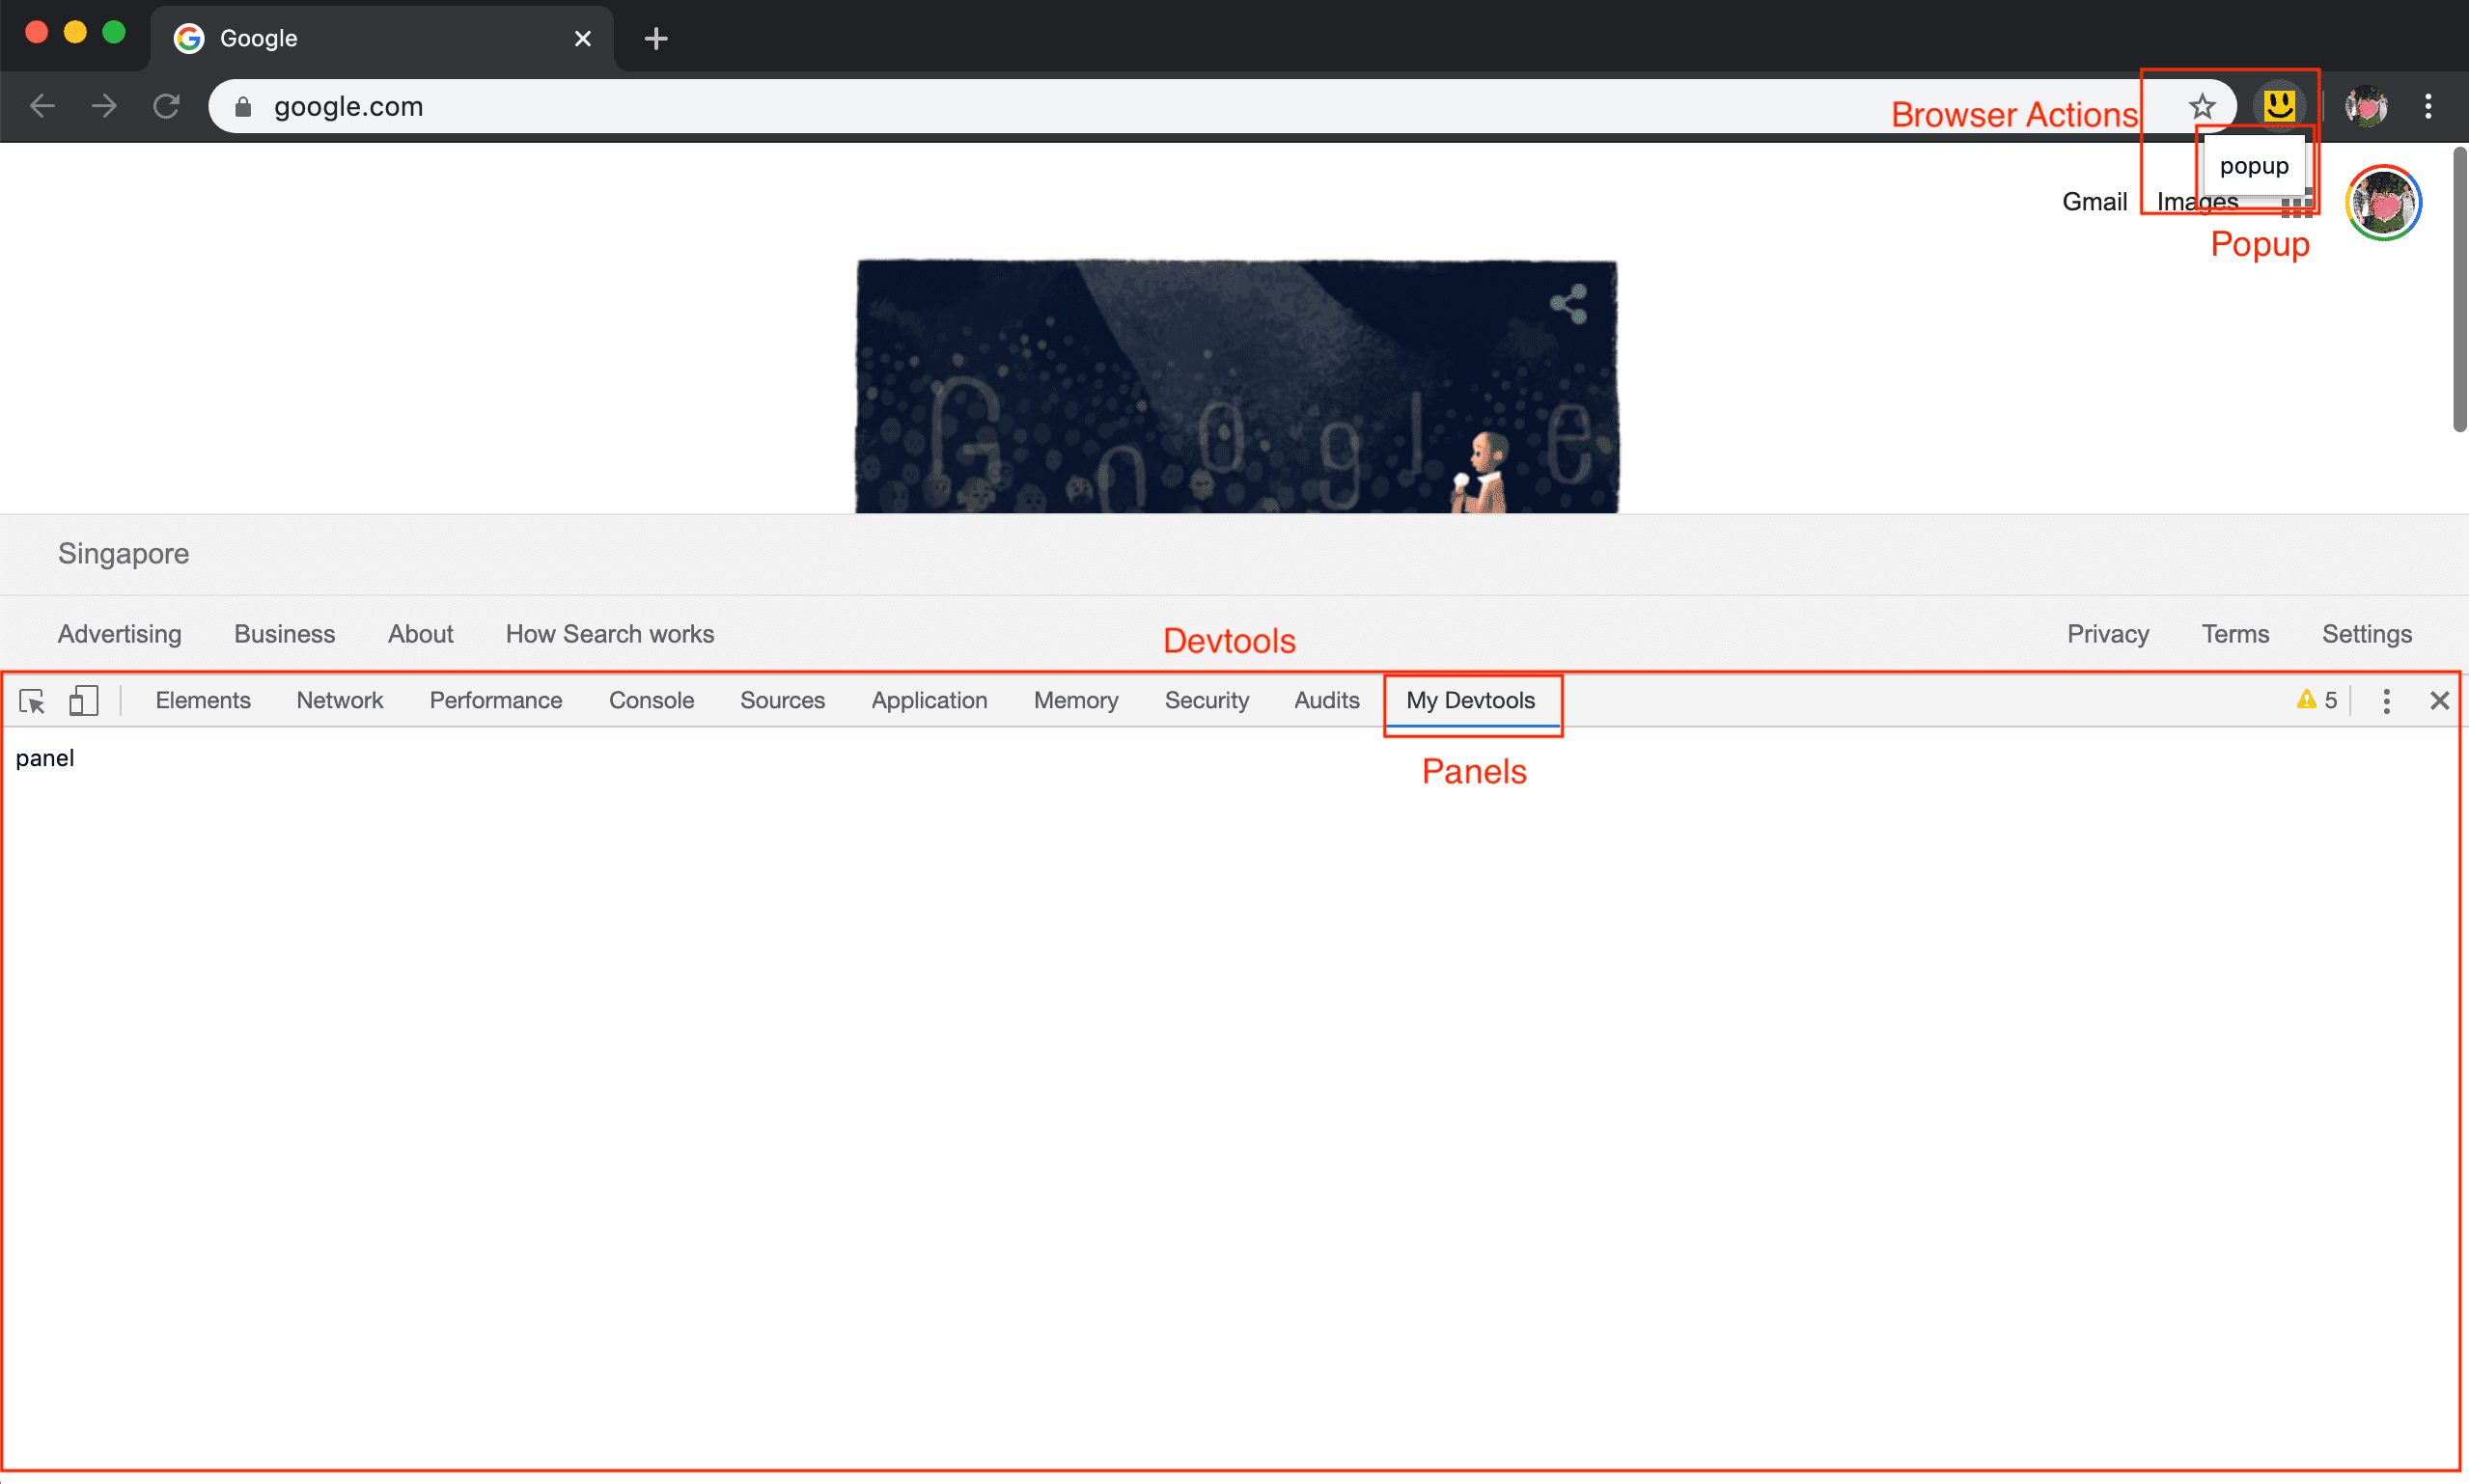 Google
google.com
Browser Actions
popup
Gmail Images
Popup
Google
Singapore
Advertising Business About How Search works Privacy Terms Settings
Devtools
Elements Network Performance Console Sources Application Memory Security Audits My Devtools 5
panel
Panels